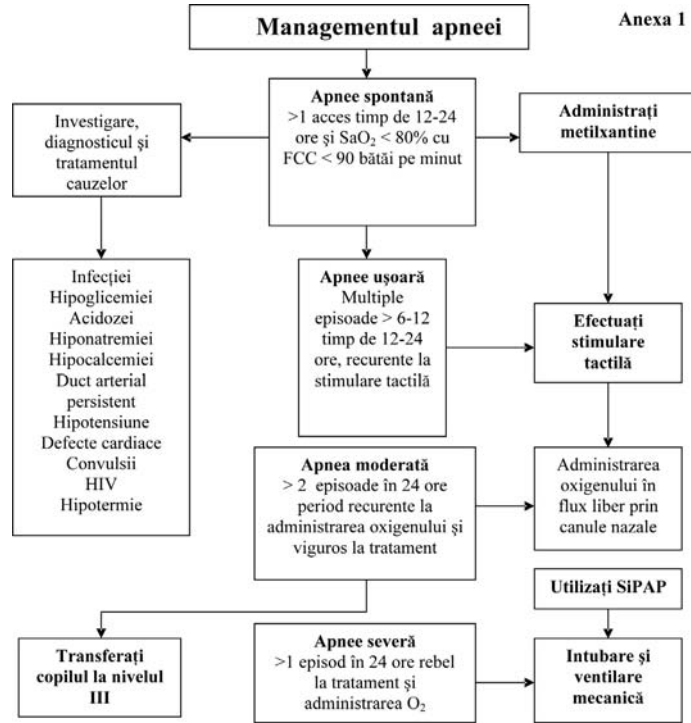 Managementul apneei
Anexa 1
Apnee spontană
>1 acces timp de 12-24
ore și SaO₂ < 80% cu
FCC < 90 bătăi pe minut
Investigare,
diagnosticul şi
tratamentul
cauzelor
Administrați
metilxantine
Infecției
Hipoglicemiei
Acidozei
Hiponatremiei
Hipocalcemiei
Duct arterial
persistent
Hipotensiune
Defecte cardiace
Convulsii
HIV
Hipotermie
Apnee ușoară
Multiple
episoade > 6-12
timp de 12-24
ore, recurente la
stimulare tactilă
Efectuați
stimulare
tactilă
Apnea moderată
> 2 episoade în 24 ore
period recurente la
administrarea oxigenului și
viguros la tratament
Administrarea
oxigenului în
flux liber prin
canule nazale
Utilizați SiPAP
Transferați
copilul la nivelul
III
Apnee severă
>1 episod în 24 ore rebel
la tratament și
administrarea O₂
Intubare și
ventilare
mecanică